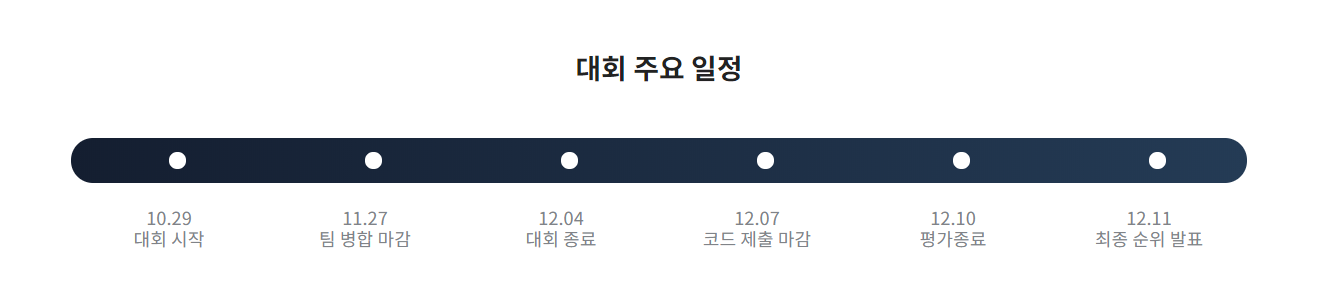 대회 주요 일정
10.29
대회 시작
11.27
팀 병합 마감
12.04
대회 종료
12.07
코드 제출 마감
12.10
평가종료
12.11
최종 순위 발표